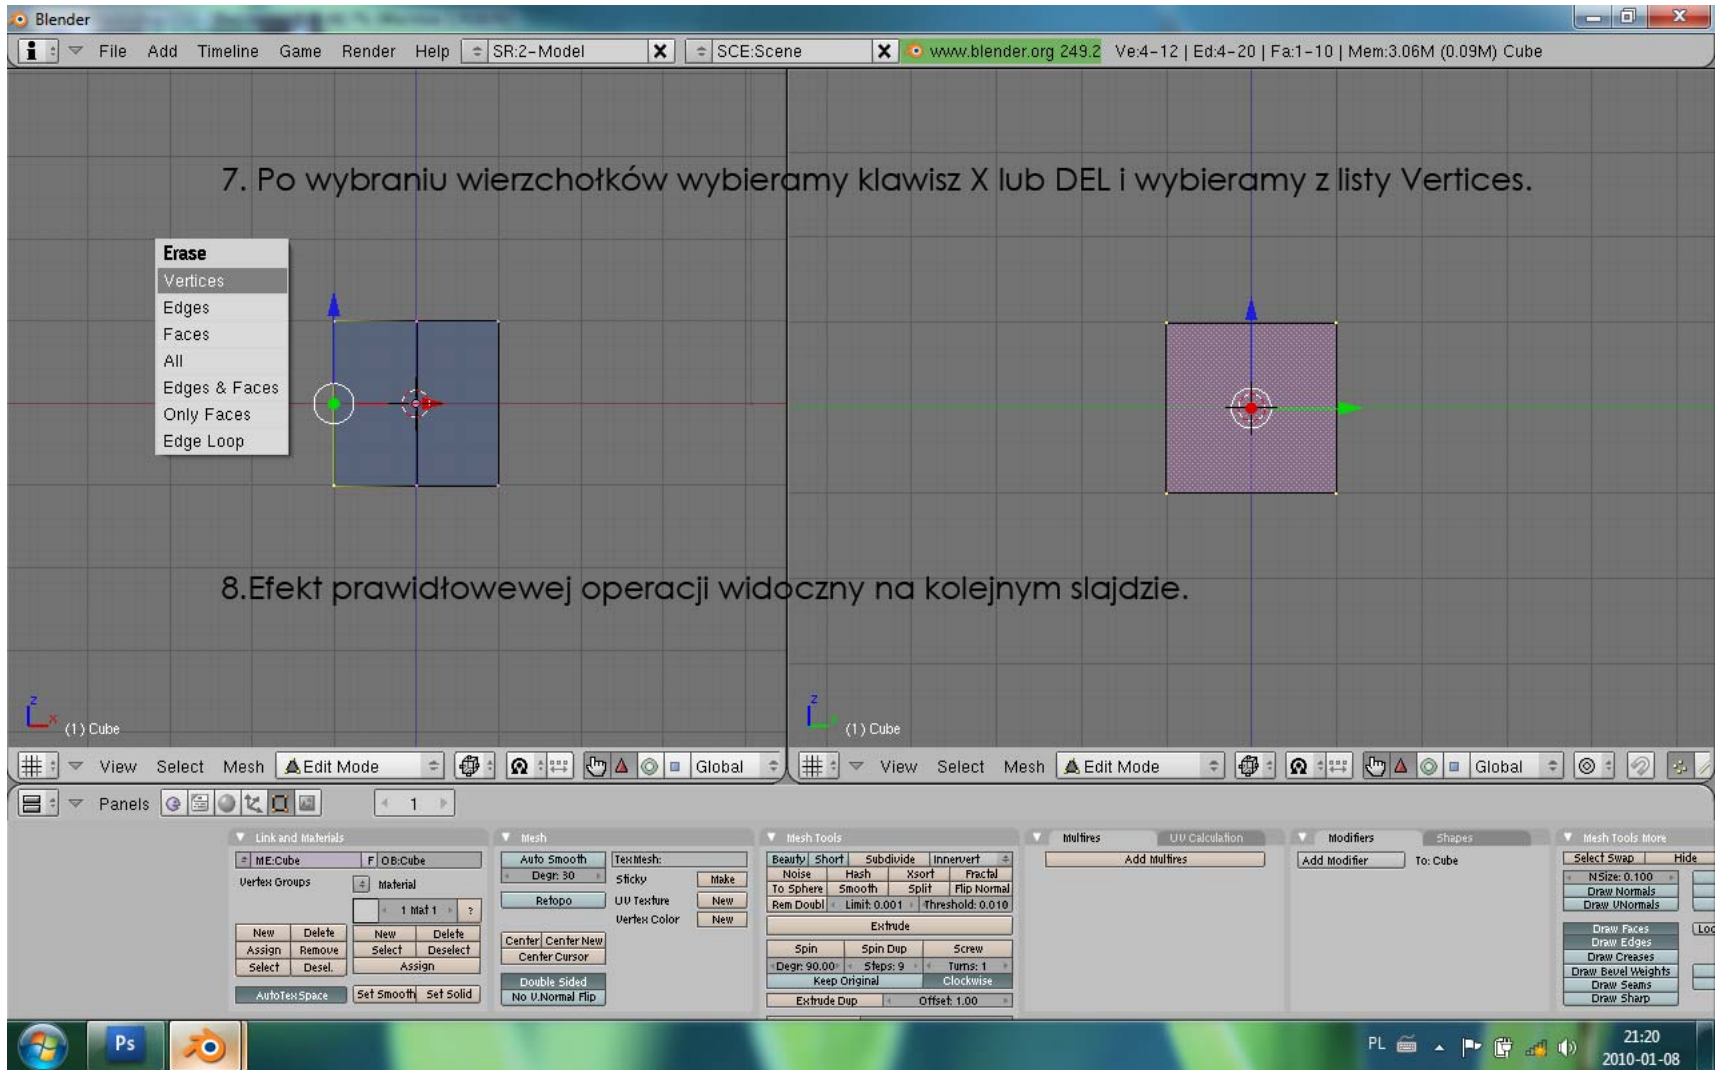 Blender
File Add Timeline Game Render Help SR:2-Model X SCE:Scene X www.blender.org 249.2 Ve:4-12 | Ed:4-20 | Fa:1-10 | Mem:3.06M (0.09M) Cube
7. Po wybraniu wierzchołków wybieramy klawisz X lub DEL i wybieramy z listy Vertices.
Erase
Vertices
Edges
Faces
All
Edges & Faces
Only Faces
Edge Loop
8.Efekt prawidłowewej operacji widoczny na kolejnym slajdzie.
z
x
(1) Cube
z
(1) Cube
View Select Mesh Edit Mode Global
View Select Mesh Edit Mode Global
Panels 1
Link and Materials
ME:Cube F OB:Cube
Vertex Groups
Material
1 Mat 1 ?
New Delete New Delete
Assign Remove Select Deselect
Select Desel. Assign
AutoTexSpace Set Smooth Set Solid
Mesh
Auto Smooth
Degr: 30
Retopo
TexMesh:
Sticky Make
UV Texture New
Vertex Color New
Center Center New
Center Cursor
Double Sided
No V.Normal Flip
Mesh Tools
Beauty Short Subdivide Innervert
Noise Hash Xsort Fractal
To Sphere Smooth Split Flip Normal
Rem Doubl Limit: 0.001 Threshold: 0.010
Extrude
Spin Spin Dup Screw
Degr: 90.00 Steps: 9 Turns: 1
Keep Original Clockwise
Extrude Dup Offset: 1.00
Multires UV Calculation
Add Multires
Modifiers Shapes
Add Modifier To: Cube
Mesh Tools More
Select Swap Hide
NSize: 0.100
Draw Normals
Draw VNormals
Draw Faces Loc
Draw Edges
Draw Creases
Draw Bevel Weights
Draw Seams
Draw Sharp
Ps
PL
21:20
2010-01-08